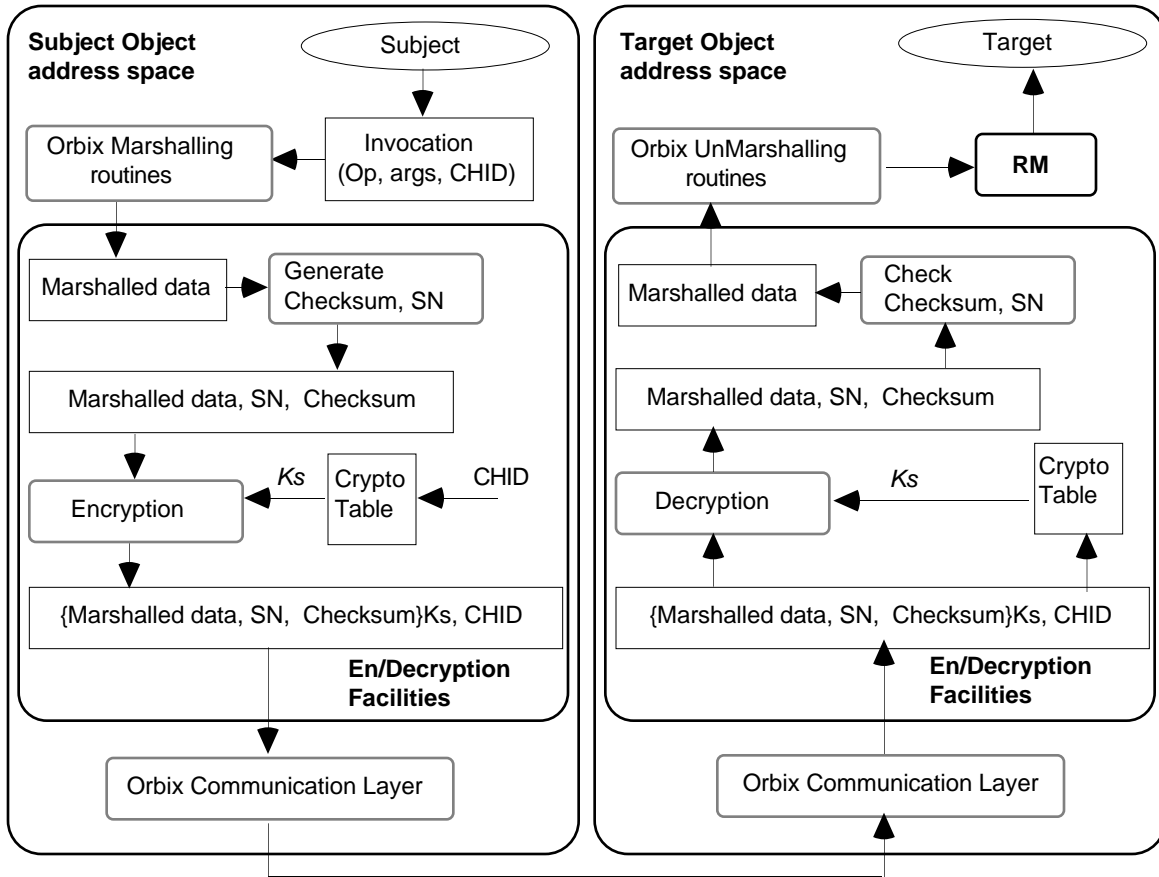 Subject Object
address space
Subject
Invocation
(Op, args, CHID)
Orbix Marshalling
routines
Marshalled data
Generate
Checksum, SN
Marshalled data, SN, Checksum
Encryption
Ks
Crypto
Table
CHID
{Marshalled data, SN, Checksum}Ks, CHID
En/Decryption
Facilities
Orbix Communication Layer
Target Object
address space
Target
Orbix UnMarshalling
routines
RM
Marshalled data
Check
Checksum, SN
Marshalled data, SN, Checksum
Decryption
Ks
Crypto
Table
{Marshalled data, SN, Checksum}Ks, CHID
En/Decryption
Facilities
Orbix Communication Layer